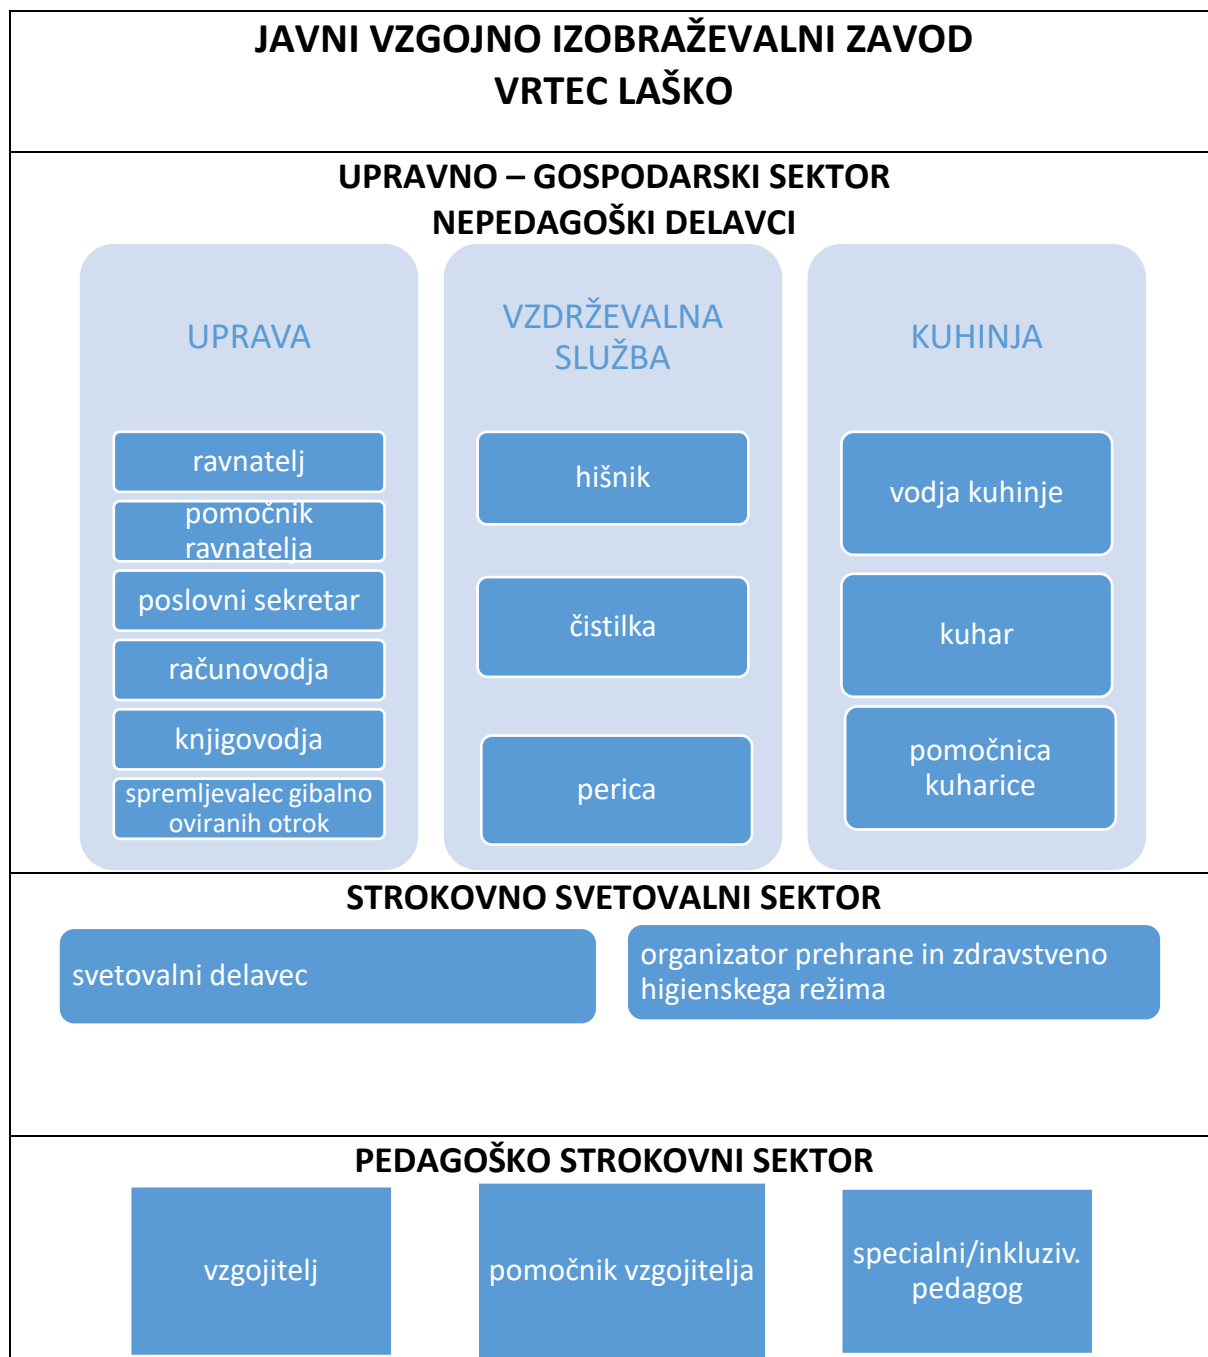 JAVNI VZGOJNO IZOBRAŽEVALNI ZAVOD
VRTEC LAŠKO
UPRAVNO – GOSPODARSKI SEKTOR
NEPEDAGOŠKI DELAVCI
UPRAVA
ravnatelj
pomočnik
ravnatelja
poslovni sekretar
računovodja
knjigovodja
spremljevalec gibalno
oviranih otrok
VZDRŽEVALNA
SLUŽBA
hišnik
čistilka
perica
KUHINJA
vodja kuhinje
kuhar
pomočnica
kuharice
STROKOVNO SVETOVALNI SEKTOR
svetovalni delavec
organizator prehrane in zdravstveno
higienskega režima
PEDAGOŠKO STROKOVNI SEKTOR
vzgojitelj
pomočnik vzgojitelja
specialni/inkluziv.
pedagog